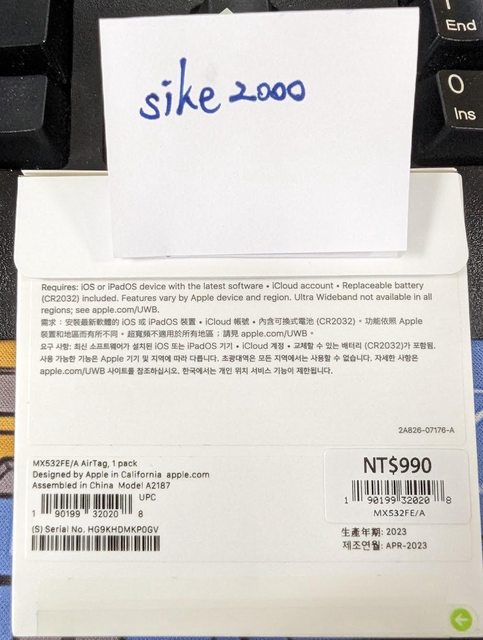 End
0
Ins
sike2000
Requires: iOS or iPadOS device with the latest software • iCloud account • Replaceable battery
(CR2032) included. Features vary by Apple device and region. Ultra Wideband not available in all
regions; see apple.com/UWB.
需求：安裝最新軟體的 iOS 或 iPadOS 裝置 • iCloud 帳號 • 內含可換式電池 (CR2032)。功能依照 Apple
裝置和地區而有所不同。超寬頻不適用於所有地區；請見 apple.com/UWB。
요구 사항: 최신 소프트웨어가 설치된 iOS 또는 iPadOS 기기 • iCloud 계정 • 교체할 수 있는 배터리 (CR2032)가 포함됨.
사용 가능한 기능은 Apple 기기 및 지역에 따라 다릅니다. 초광대역은 모든 지역에서는 사용할 수 없습니다. 자세한 사항은
apple.com/UWB 사이트를 참조하십시오. 한국에서는 개인 위치 서비스 기능이 제한됩니다.
2A826-07176-A
MX532FE/A AirTag, 1 pack
Designed by Apple in California apple.com
Assembled in China Model A2187
UPC
1 90199 32020 8
(S) Serial No. HG9KHDMKP0GV
NT$990
1 90199 32020 8
MX532FE/A
生產年期: 2023
제조연월: APR-2023